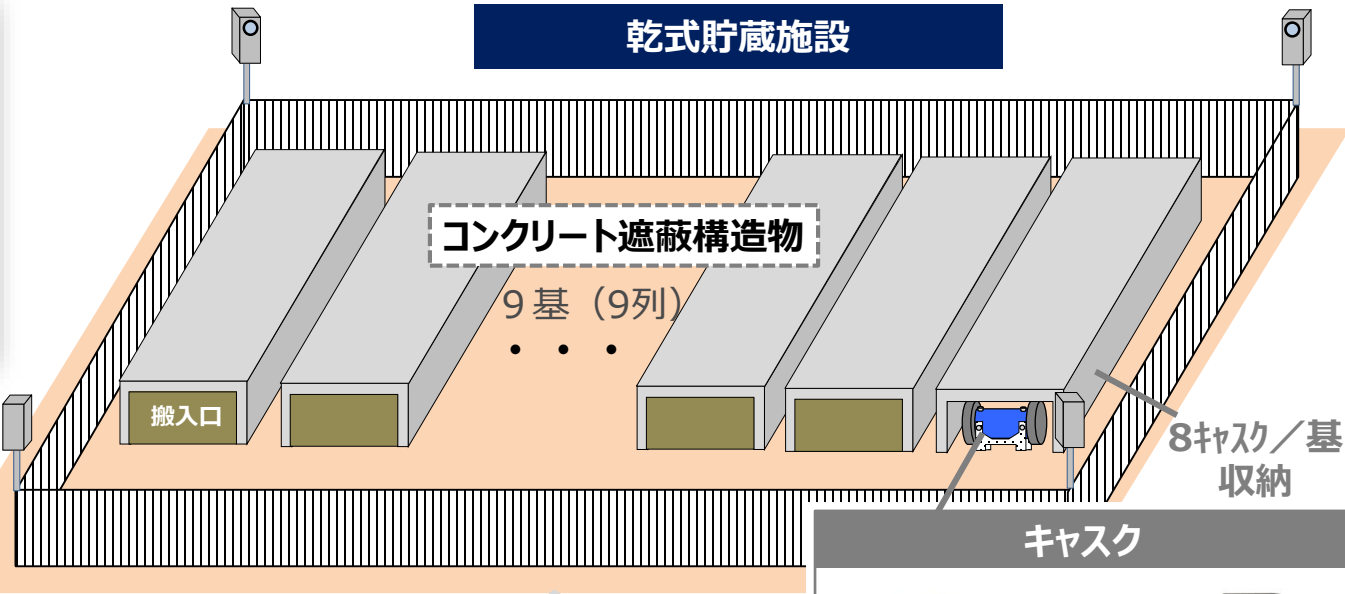 乾式貯蔵施設
コンクリート遮蔽構造物
9基（9列）
・・・
搬入口
8ｷｬｽｸ／基
収納
キャスク